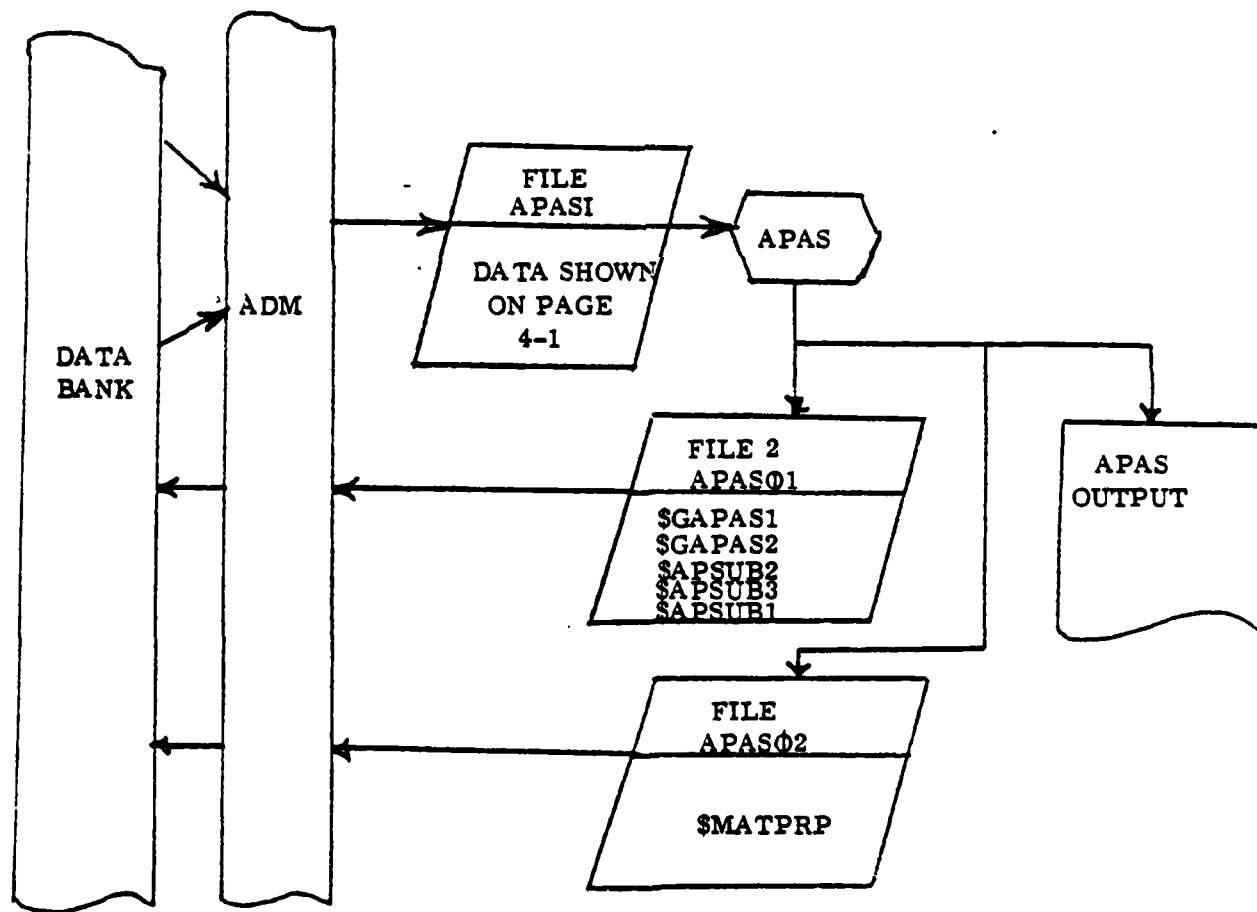 DATA
BANK
ADM
FILE
APASI
DATA SHOWN
ON PAGE
4-1
APAS
FILE 2
APASΦ1
$GAPAS1
$GAPAS2
$APSUB2
$APSUB3
$APSUB1
APAS
OUTPUT
FILE
APASΦ2
$MATPRP